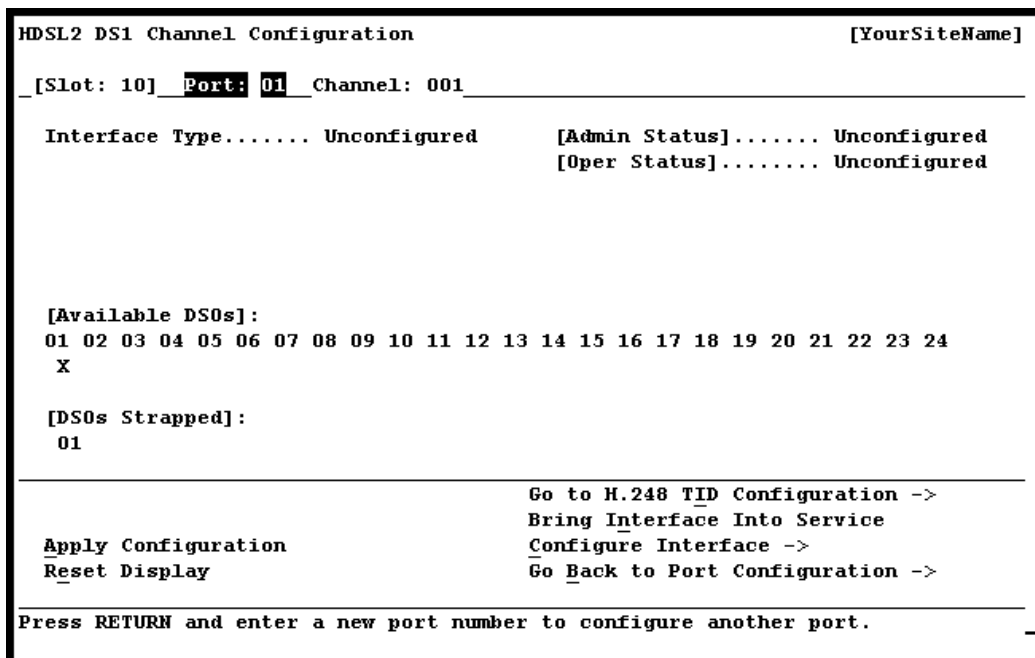 HDSL2 DS1 Channel Configuration [YourSiteName]
[Slot: 10] Port: 01 Channel: 001
Interface Type....... Unconfigured [Admin Status]....... Unconfigured
[Oper Status]........ Unconfigured
[Available DS0s]:
01 02 03 04 05 06 07 08 09 10 11 12 13 14 15 16 17 18 19 20 21 22 23 24
X
[DS0s Strapped]:
01
Go to H.248 TID Configuration ->
Bring Interface Into Service
Apply Configuration Configure Interface ->
Reset Display Go Back to Port Configuration ->
Press RETURN and enter a new port number to configure another port.